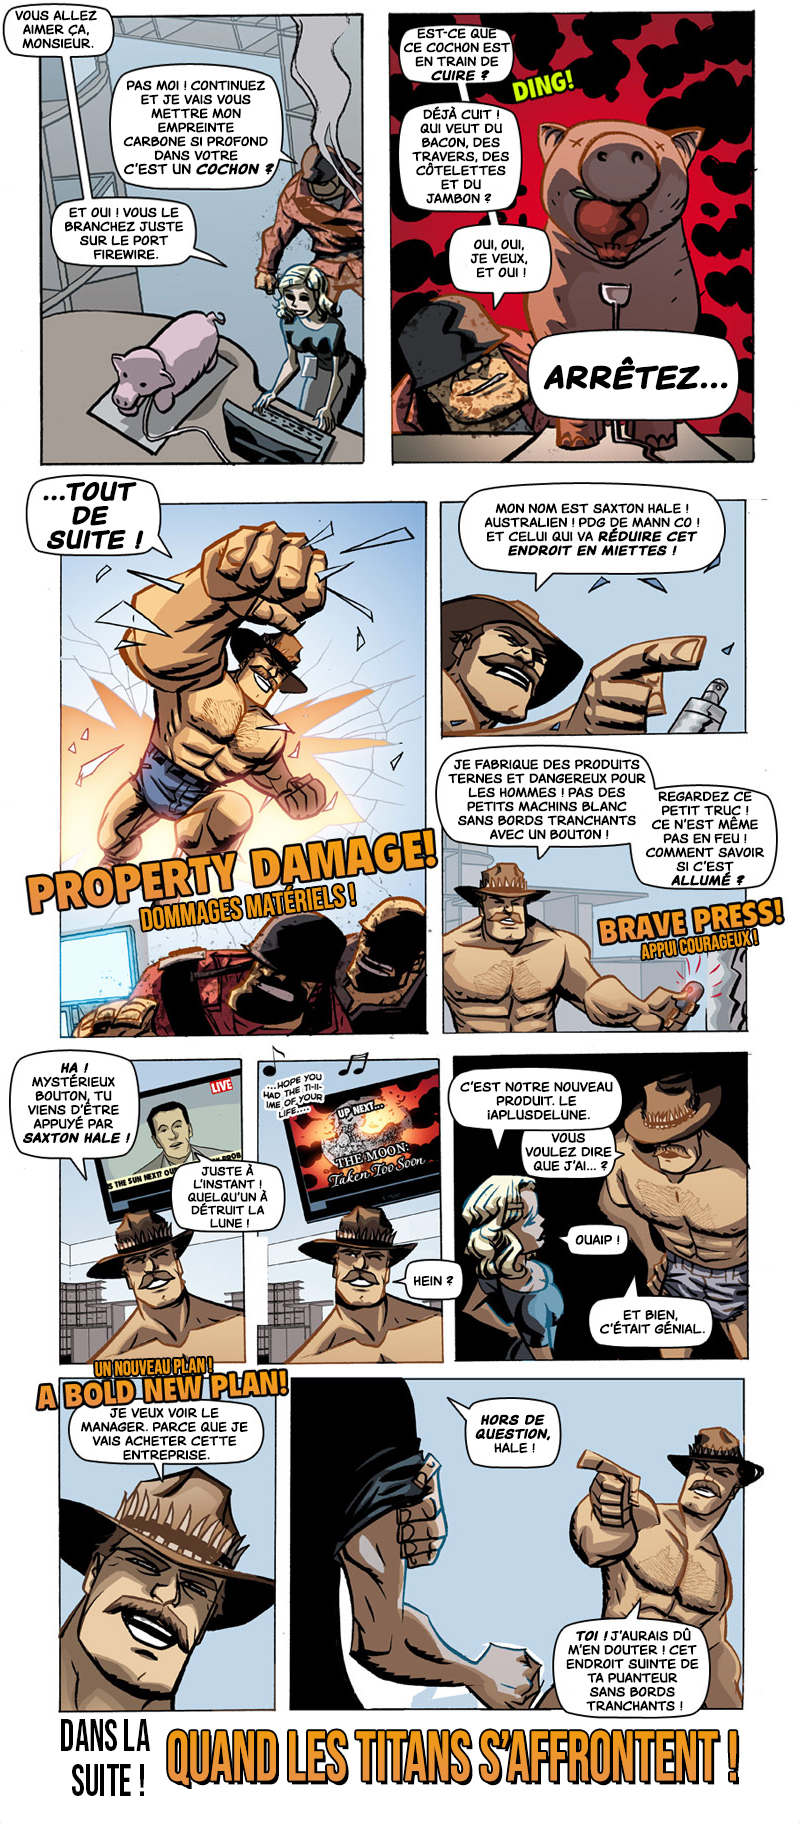 VOUS ALLEZ
AIMER ÇA,
MONSIEUR.
PAS MOI ! CONTINUEZ
ET JE VAIS VOUS
METTRE MON
EMPREINTE
CARBONE SI PROFOND
DANS VOTRE
C'EST UN COCHON ?
ET OUI ! VOUS LE
BRANCHEZ JUSTE
SUR LE PORT
FIREWIRE.
EST-CE QUE
CE COCHON EST
EN TRAIN DE
CUIRE ?
DING!
DÉJÀ CUIT !
QUI VEUT DU
BACON, DES
TRAVERS, DES
CÔTELETTES
ET DU
JAMBON ?
OUI, OUI,
JE VEUX,
ET OUI !
ARRÊTEZ...
...TOUT
DE
SUITE !
PROPERTY DAMAGE!
DOMMAGES MATÉRIELS !
MON NOM EST SAXTON HALE !
AUSTRALIEN ! PDG DE MANN CO !
ET CELUI QUI VA RÉDUIRE CET
ENDROIT EN MIETTES !
JE FABRIQUE DES PRODUITS
TERNES ET DANGEREUX POUR
LES HOMMES ! PAS DES
PETITS MACHINS BLANC
SANS BORDS TRANCHANTS
AVEC UN BOUTON !
REGARDEZ CE
PETIT TRUC !
CE N'EST MÊME
PAS EN FEU !
COMMENT SAVOIR
SI C'EST
ALLUMÉ ?
BRAVE PRESS!
APPUI COURAGEUX !
HA !
MYSTÉRIEUX
BOUTON, TU
VIENS D'ÊTRE
APPUYÉ PAR
SAXTON HALE !
LIVE
IS THE SUN NEXT? OUR
PROB
JUSTE À
L'INSTANT !
QUELQU'UN À
DÉTRUIT LA
LUNE !
...HOPE YOU
HAD THE TI-I-
IME OF YOUR
LIFE....
UP NEXT...
THE MOON:
Taken Too Soon
HEIN ?
C'EST NOTRE NOUVEAU
PRODUIT. LE
iAPLUSDELUNE.
VOUS
VOULEZ DIRE
QUE J'AI... ?
OUAIP !
ET BIEN,
C'ÉTAIT GÉNIAL.
UN NOUVEAU PLAN !
A BOLD NEW PLAN!
JE VEUX VOIR LE
MANAGER. PARCE QUE JE
VAIS ACHETER CETTE
ENTREPRISE.
HORS DE
QUESTION,
HALE !
TOI ! J'AURAIS DÛ
M'EN DOUTER ! CET
ENDROIT SUINTE DE
TA PUANTEUR
SANS BORDS
TRANCHANTS !
DANS LA
SUITE !
QUAND LES TITANS S'AFFRONTENT !